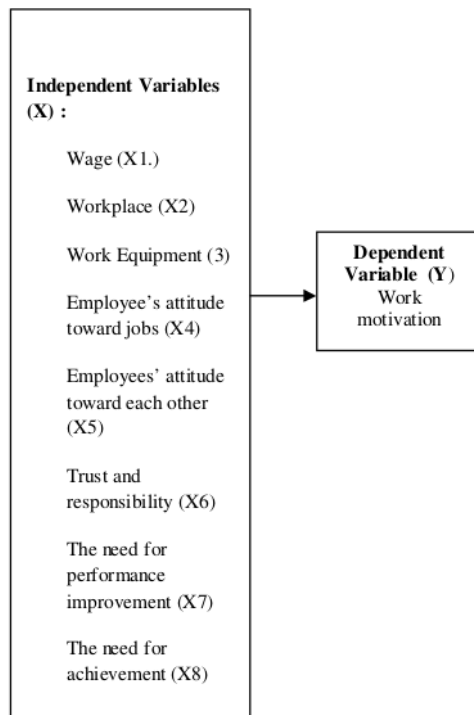 Independent Variables
(X) :
Wage (X1.)
Workplace (X2)
Work Equipment (3)
Employee's attitude
toward jobs (X4)
Employees' attitude
toward each other
(X5)
Trust and
responsibility (X6)
The need for
performance
improvement (X7)
The need for
achievement (X8)
Dependent
Variable (Y)
Work
motivation